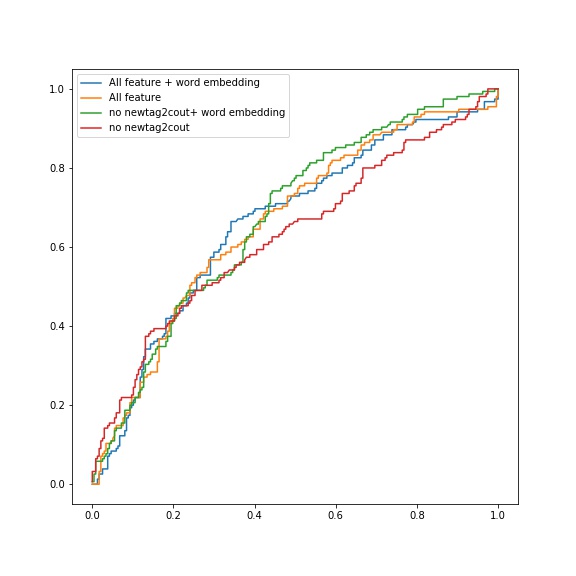 All feature + word embedding
All feature
no newtag2cout+ word embedding
no newtag2cout
1.0
0.8
0.6
0.4
0.2
0.0
0.0 0.2 0.4 0.6 0.8 1.0